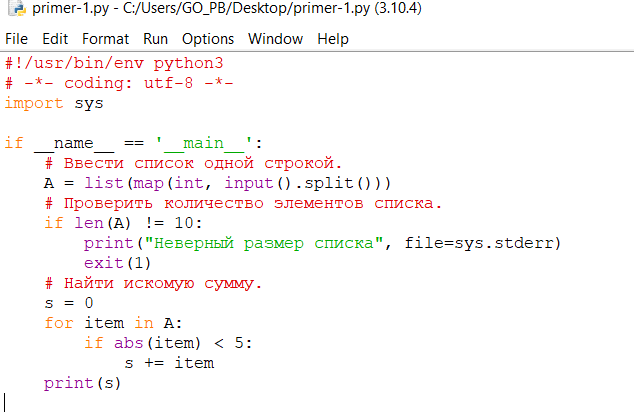 primer-1.py - C:/Users/GO_PB/Desktop/primer-1.py (3.10.4)
File Edit Format Run Options Window Help
#!/usr/bin/env python3
# -*- coding: utf-8 -*-
import sys

if __name__ == '__main__':
    # Ввести список одной строкой.
    A = list(map(int, input().split()))
    # Проверить количество элементов списка.
    if len(A) != 10:
        print("Неверный размер списка", file=sys.stderr)
        exit(1)
    # Найти искомую сумму.
    s = 0
    for item in A:
        if abs(item) < 5:
            s += item
    print(s)